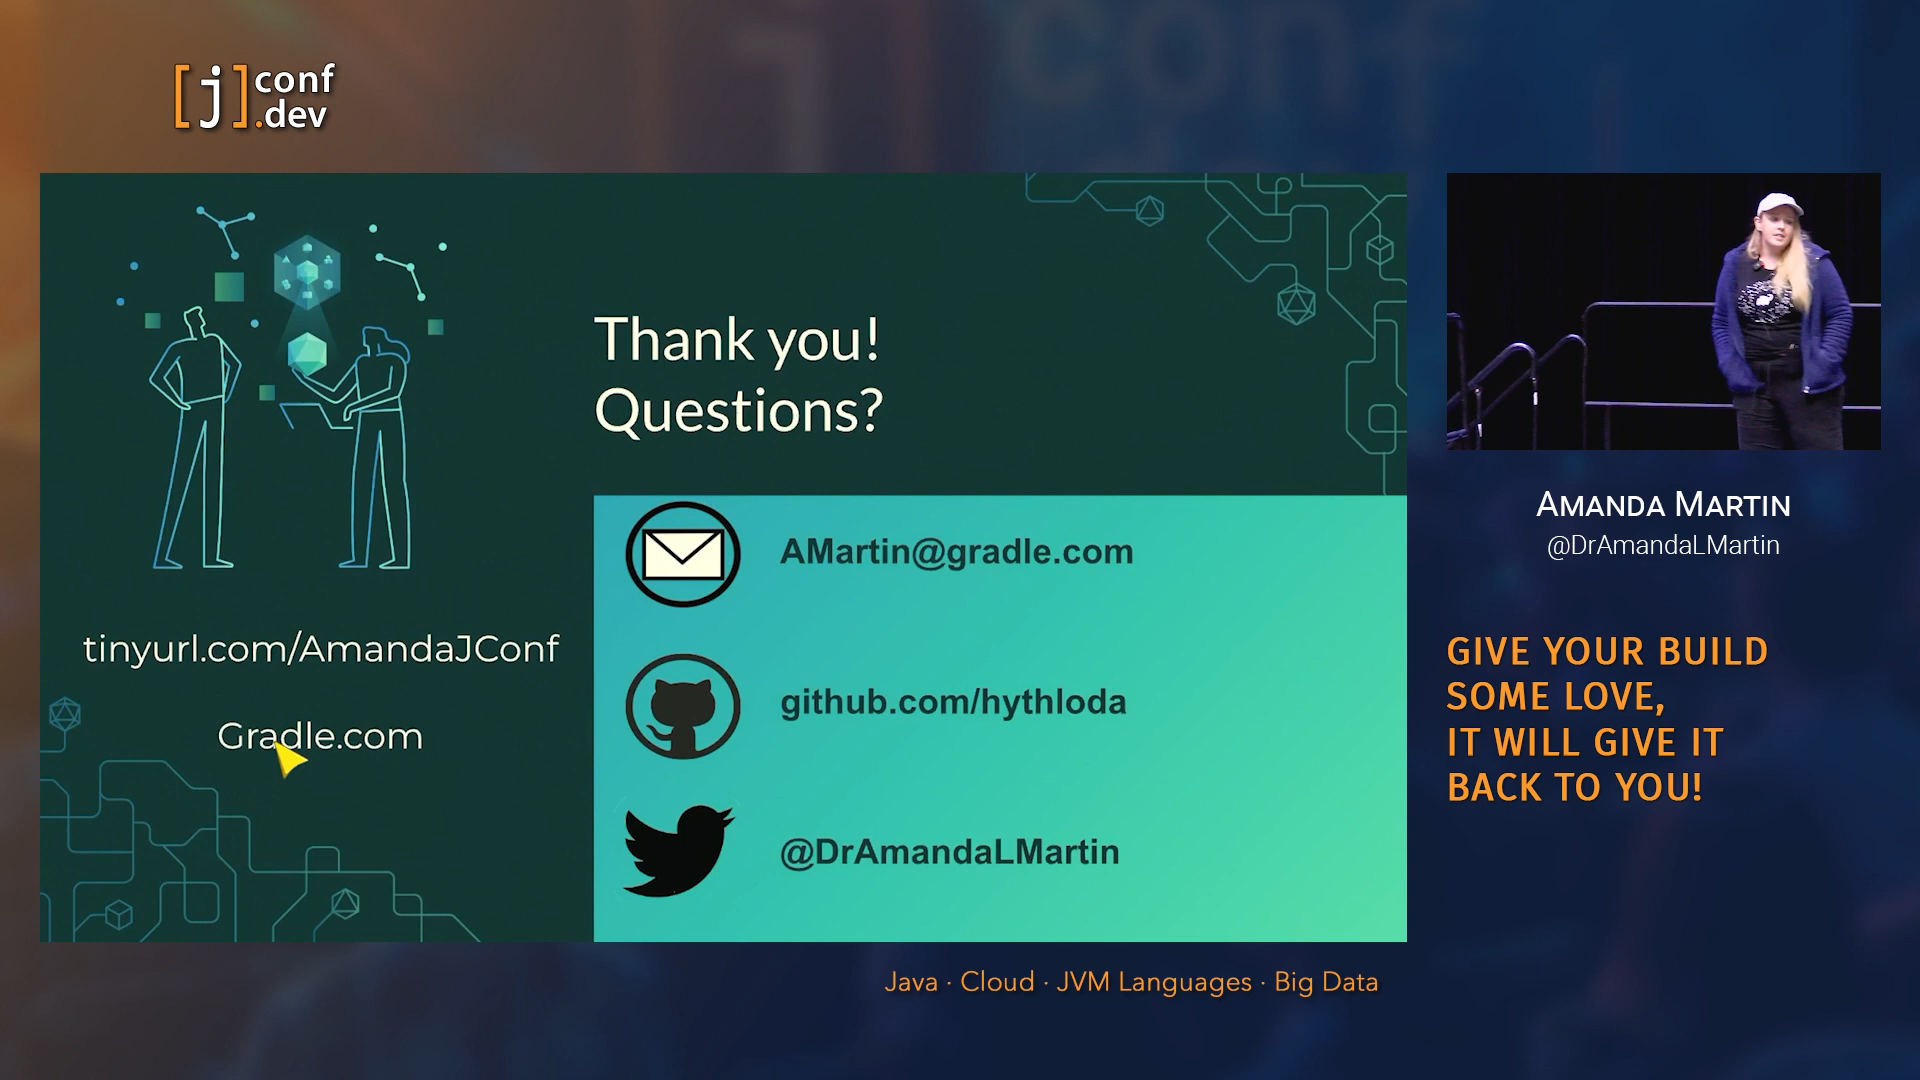 [j] conf
.dev
Thank you!
Questions?
tinyurl.com/AmandaJConf
Gradle.com
AMartin@gradle.com
github.com/hythloda
@DrAmandaLMartin
AMANDA MARTIN
@DrAmandaLMartin
GIVE YOUR BUILD
SOME LOVE,
IT WILL GIVE IT
BACK TO YOU!
Java · Cloud · JVM Languages · Big Data